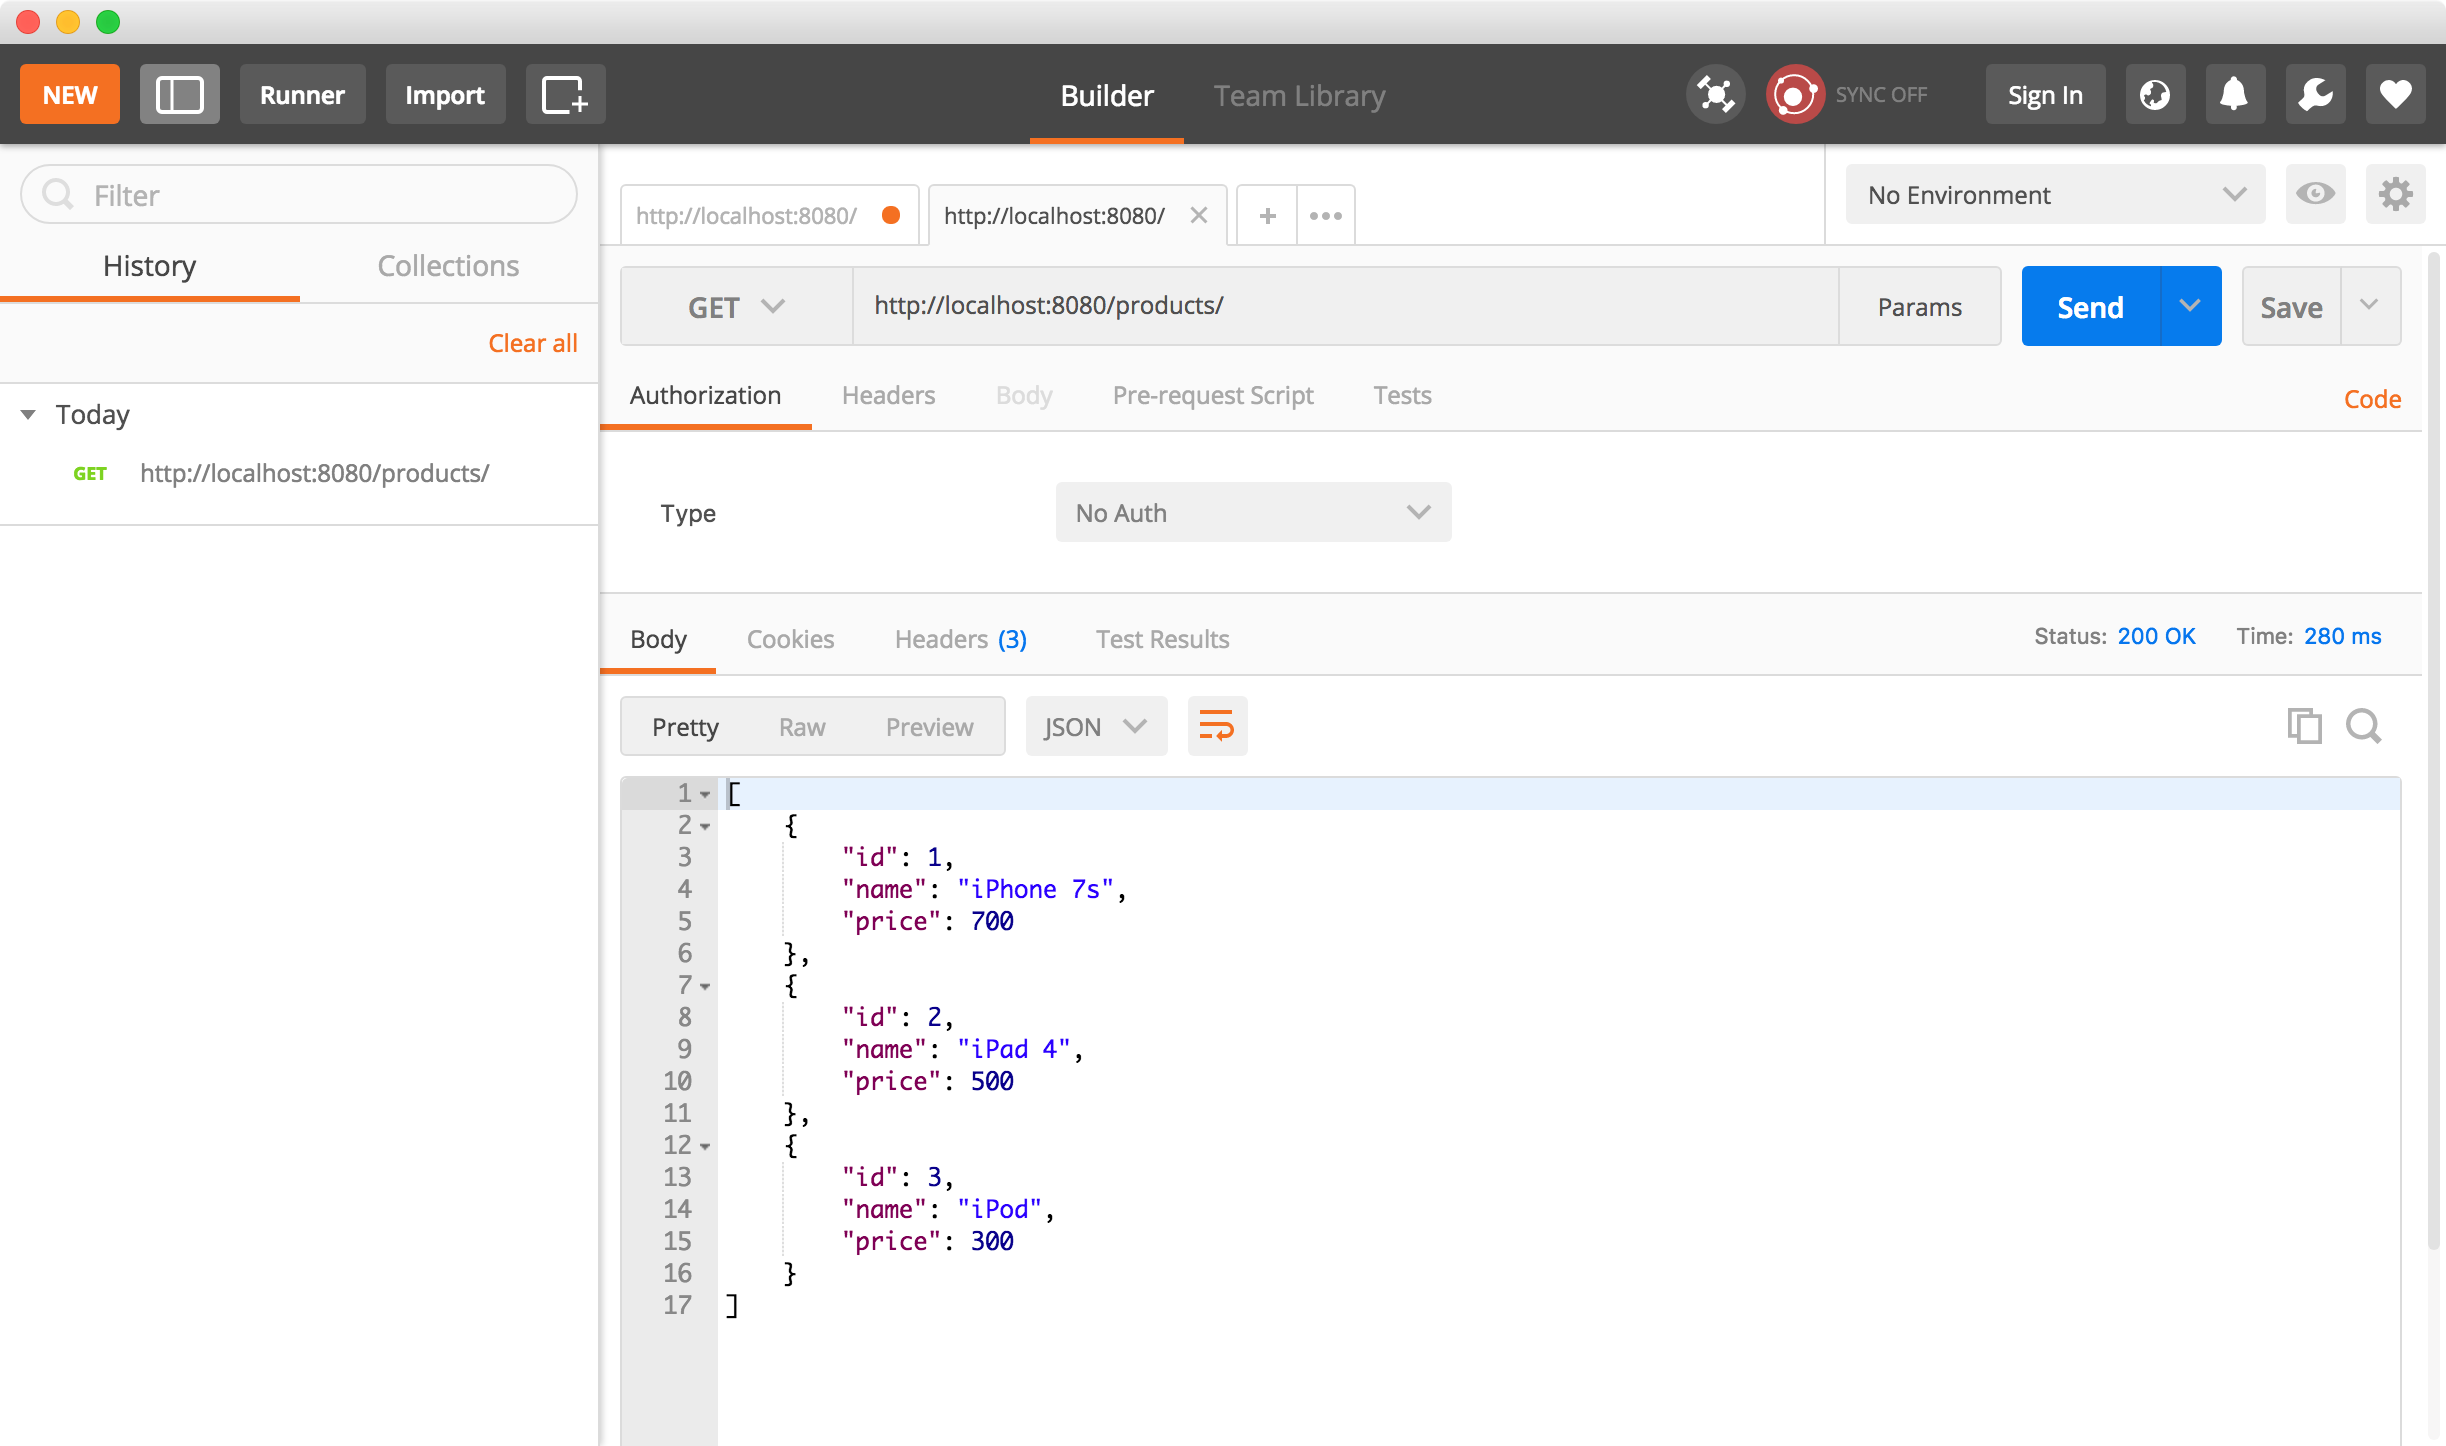 NEW Runner Import Builder Team Library SYNC OFF Sign In
Filter
History Collections
Clear all
Today
GET http://localhost:8080/products/
http://localhost:8080/ http://localhost:8080/ No Environment
GET http://localhost:8080/products/ Params Send Save
Authorization Headers Body Pre-request Script Tests Code
Type No Auth
Body Cookies Headers (3) Test Results Status: 200 OK Time: 280 ms
Pretty Raw Preview JSON
1 [
2 {
3 "id": 1,
4 "name": "iPhone 7s",
5 "price": 700
6 },
7 {
8 "id": 2,
9 "name": "iPad 4",
10 "price": 500
11 },
12 {
13 "id": 3,
14 "name": "iPod",
15 "price": 300
16 }
17 ]